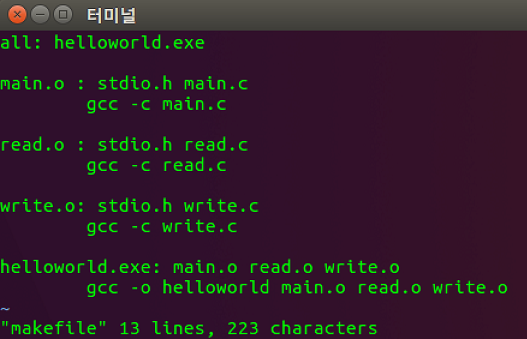 터미널
all: helloworld.exe
main.o : stdio.h main.c
gcc -c main.c
read.o : stdio.h read.c
gcc -c read.c
write.o: stdio.h write.c
gcc -c write.c
helloworld.exe: main.o read.o write.o
gcc -o helloworld main.o read.o write.o
~
"makefile" 13 lines, 223 characters